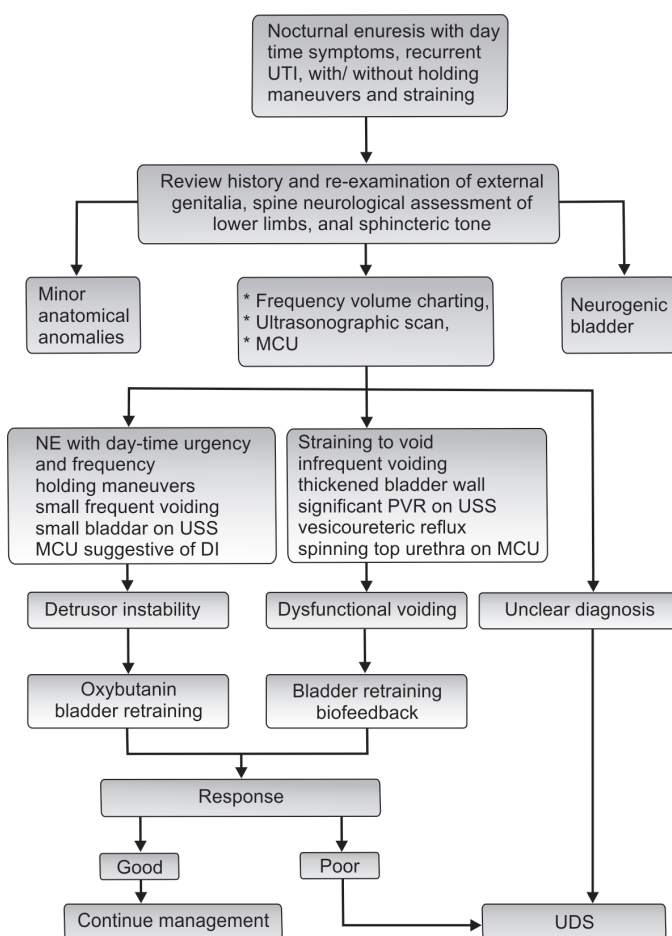 Nocturnal enuresis with day
time symptoms, recurrent
UTI, with/ without holding
maneuvers and straining
Review history and re-examination of external
genitalia, spine neurological assessment of
lower limbs, anal sphincteric tone
Minor
anatomical
anomalies
* Frequency volume charting,
* Ultrasonographic scan,
* MCU
Neurogenic
bladder
NE with day-time urgency
and frequency
holding maneuvers
small frequent voiding
small bladdar on USS
MCU suggestive of DI
Straining to void
infrequent voiding
thickened bladder wall
significant PVR on USS
vesicoureteric reflux
spinning top urethra on MCU
Detrusor instability
Dysfunctional voiding
Unclear diagnosis
Oxybutanin
bladder retraining
Bladder retraining
biofeedback
Response
Good
Poor
Continue management
UDS